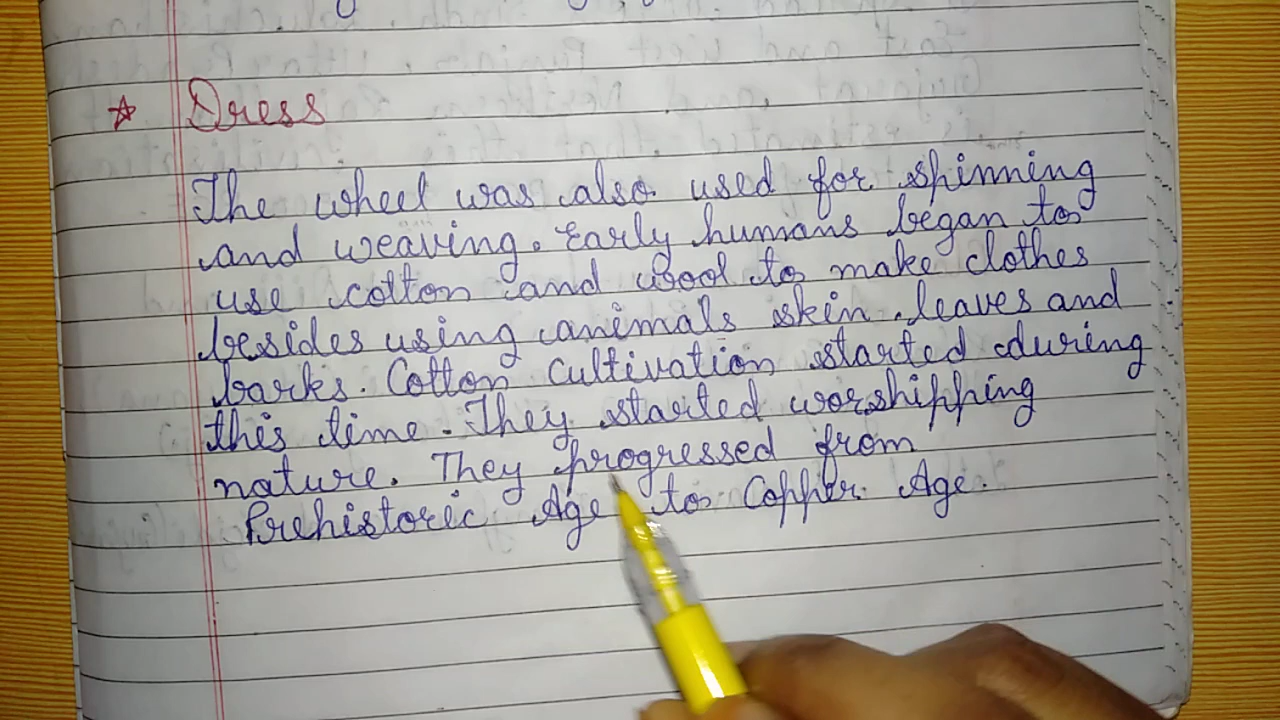 ☆ Dress
The wheel was also used for spinning
and weaving. Early humans began to
use cotton and wool to make clothes
besides using animals skin, leaves and
barks. Cotton cultivation started during
this time. They started worshipping
nature. They progressed from
Prehistoric Age to Copper Age.